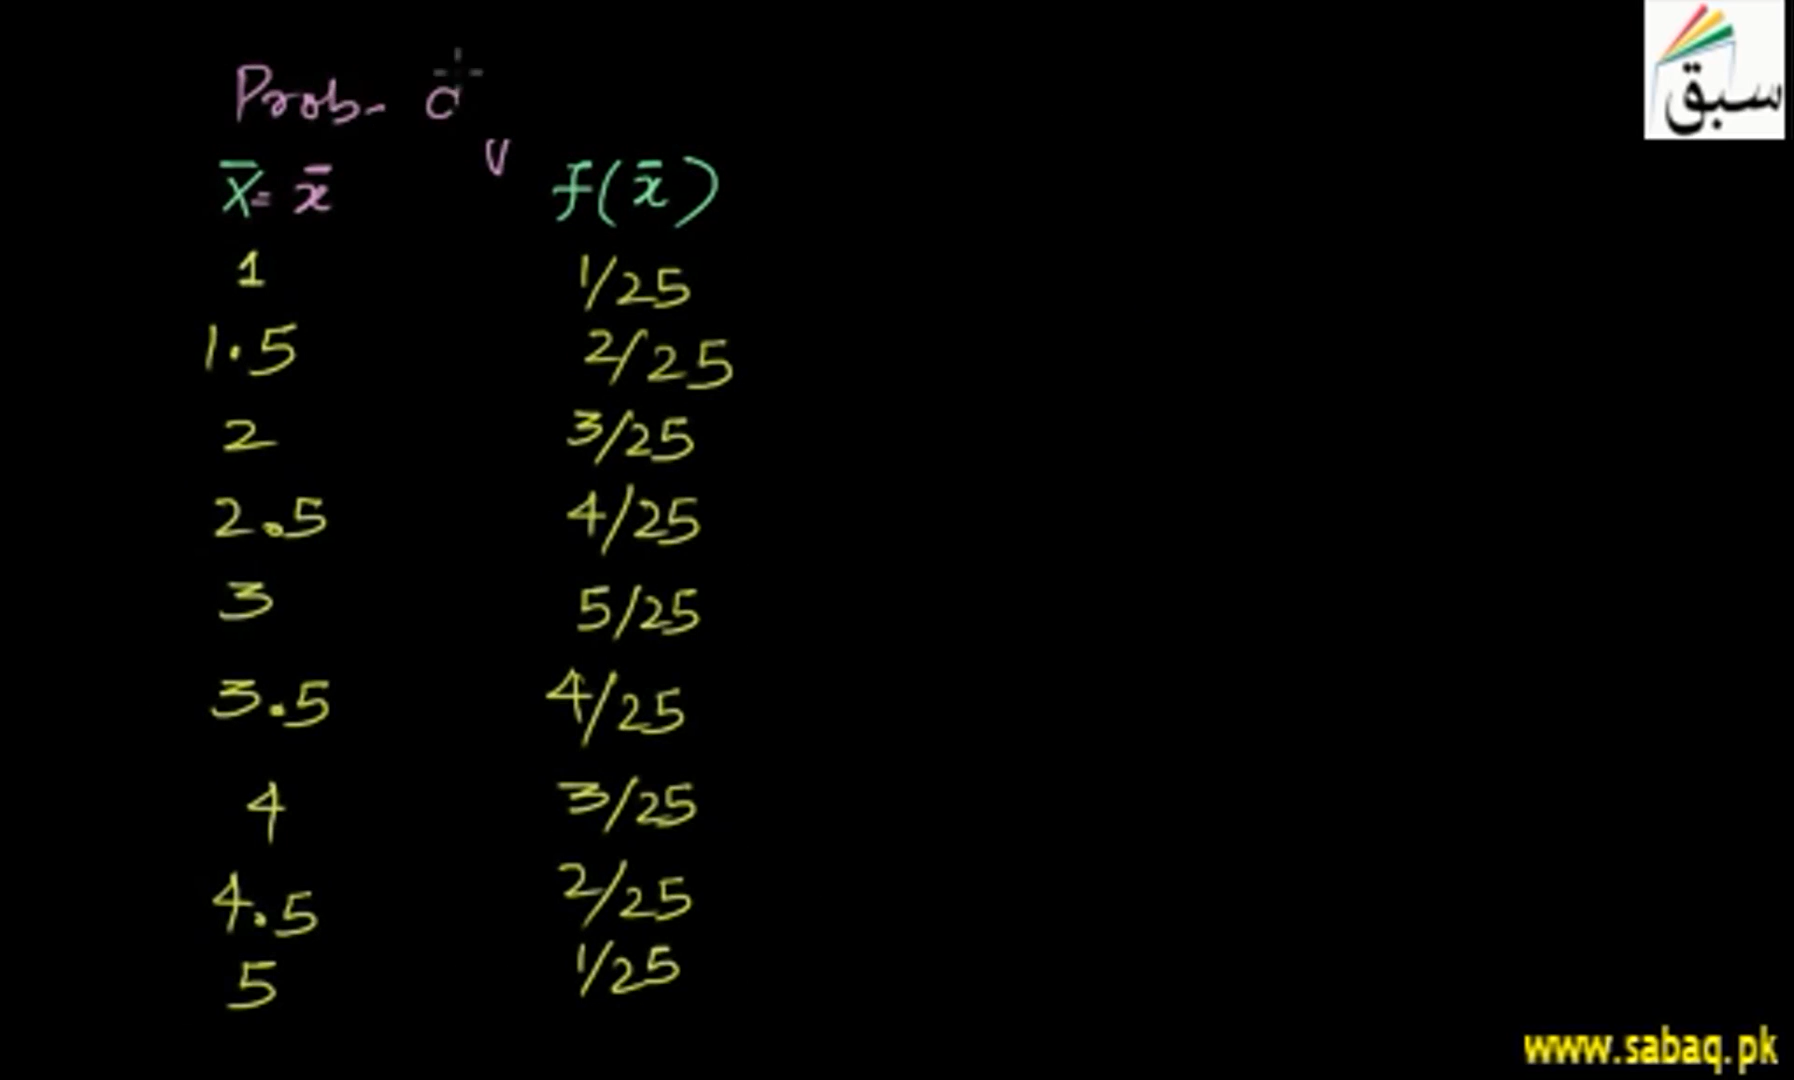 سبق
Prob.
X̄= x̄ f(x̄)
1 1/25
1.5 2/25
2 3/25
2.5 4/25
3 5/25
3.5 4/25
4 3/25
4.5 2/25
5 1/25
www.sabaq.pk